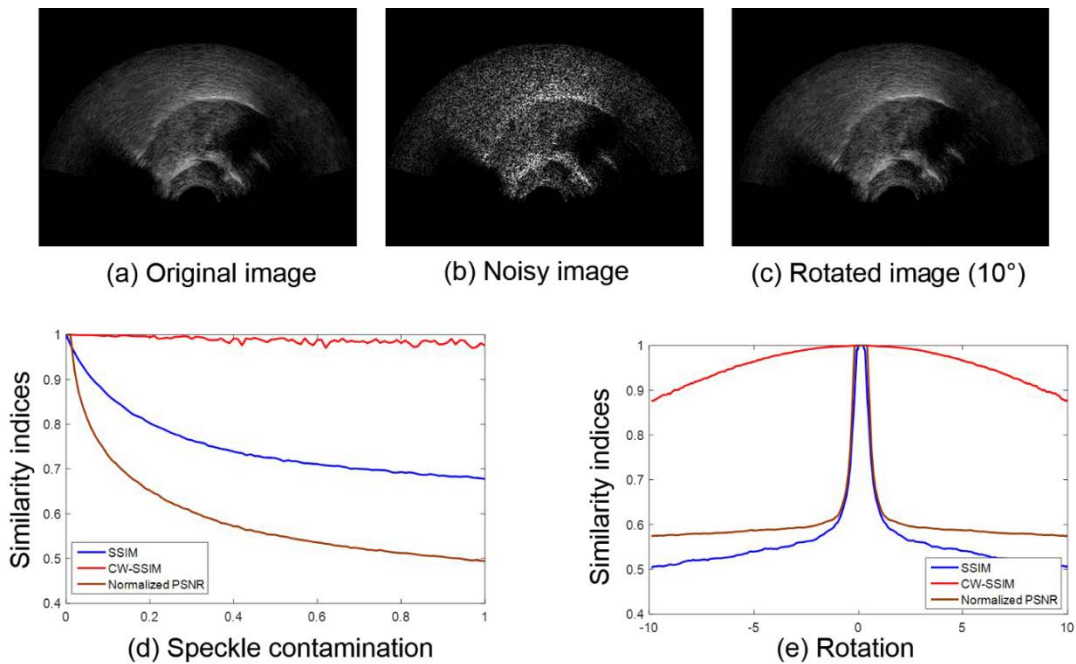 (a) Original image
(b) Noisy image
(c) Rotated image (10°)
Similarity indices
1
0.9
0.8
0.7
0.6
0.5
0.4
0
0.2
0.4
0.6
0.8
1
SSIM
CW-SSIM
Normalized PSNR
(d) Speckle contamination
Similarity indices
1
0.9
0.8
0.7
0.6
0.5
0.4
-10
-5
0
5
10
SSIM
CW-SSIM
Normalized PSNR
(e) Rotation